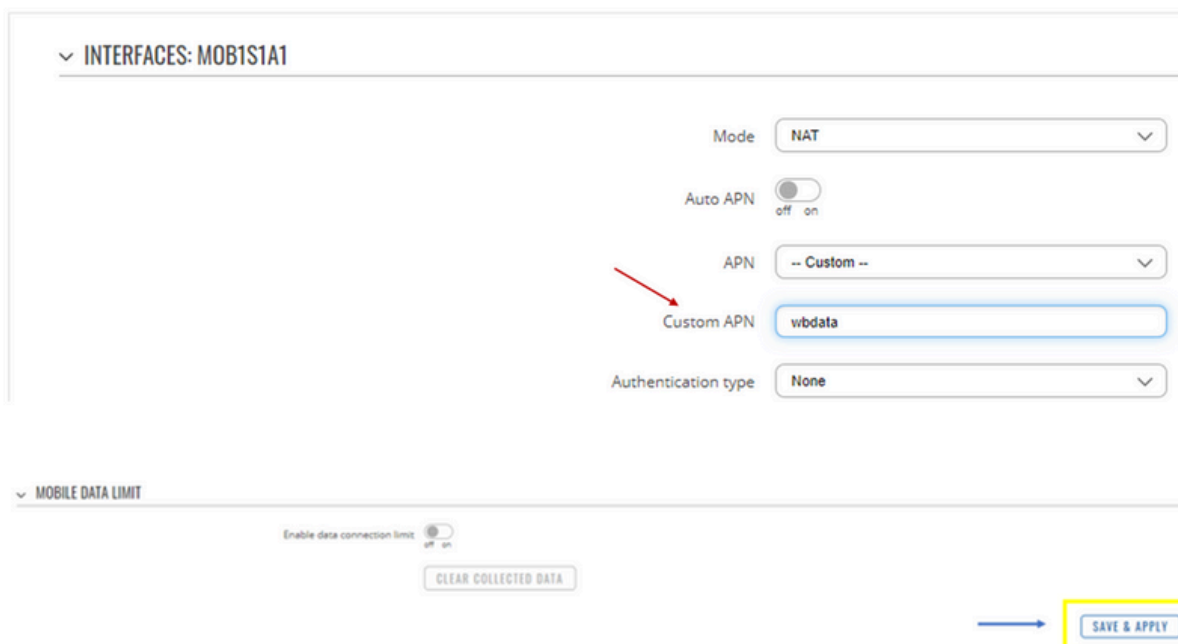 INTERFACES: MOB1S1A1
Mode NAT
Auto APN
off on
APN -- Custom --
Custom APN wbdata
Authentication type None
MOBILE DATA LIMIT
Enable data connection limit
off on
CLEAR COLLECTED DATA
SAVE & APPLY